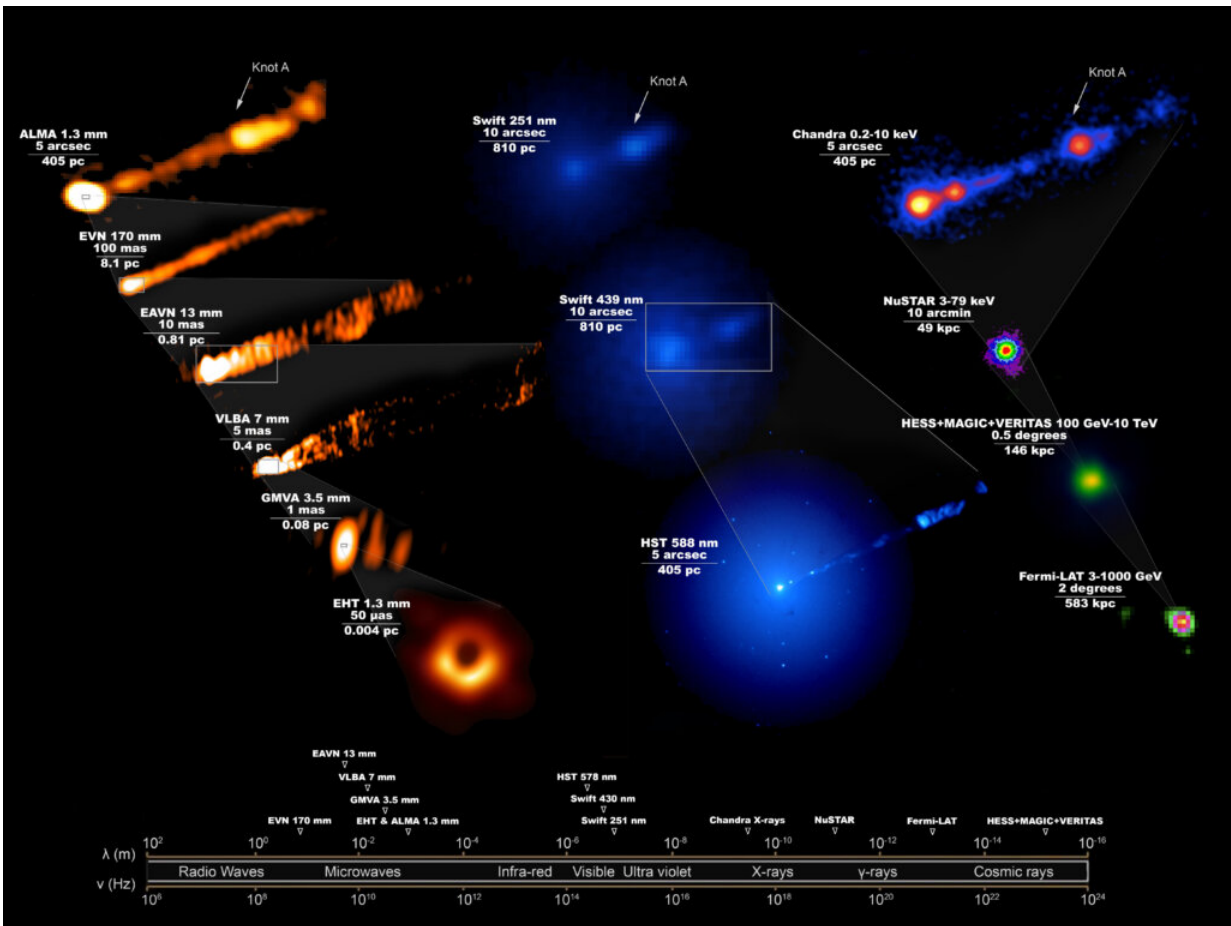 Knot A
ALMA 1.3 mm
5 arcsec
405 pc
EVN 170 mm
100 mas
8.1 pc
EAVN 13 mm
10 mas
0.81 pc
VLBA 7 mm
5 mas
0.4 pc
GMVA 3.5 mm
1 mas
0.08 pc
EHT 1.3 mm
50 µas
0.004 pc
Knot A
Swift 251 nm
10 arcsec
810 pc
Swift 439 nm
10 arcsec
810 pc
HST 588 nm
5 arcsec
405 pc
Knot A
Chandra 0.2-10 keV
5 arcsec
405 pc
NuSTAR 3-79 keV
10 arcmin
49 kpc
HESS+MAGIC+VERITAS 100 GeV-10 TeV
0.5 degrees
146 kpc
Fermi-LAT 3-1000 GeV
2 degrees
583 kpc
EAVN 13 mm
VLBA 7 mm HST 578 nm
GMVA 3.5 mm Swift 430 nm
EVN 170 mm EHT & ALMA 1.3 mm Swift 251 nm Chandra X-rays NuSTAR Fermi-LAT HESS+MAGIC+VERITAS
λ (m) 10² 10⁰ 10⁻² 10⁻⁴ 10⁻⁶ 10⁻⁸ 10⁻¹⁰ 10⁻¹² 10⁻¹⁴ 10⁻¹⁶
Radio Waves Microwaves Infra-red Visible Ultra violet X-rays γ-rays Cosmic rays
ν (Hz) 10⁶ 10⁸ 10¹⁰ 10¹² 10¹⁴ 10¹⁶ 10¹⁸ 10²⁰ 10²² 10²⁴